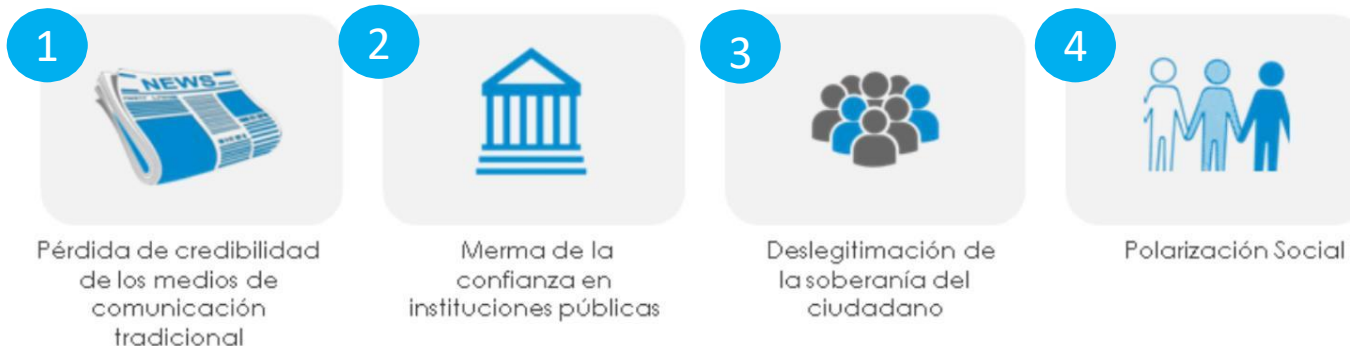 1
NEWS
Pérdida de credibilidad
de los medios de
comunicación
tradicional
2
Merma de la
confianza en
instituciones públicas
3
Deslegitimación de
la soberanía del
ciudadano
4
Polarización Social